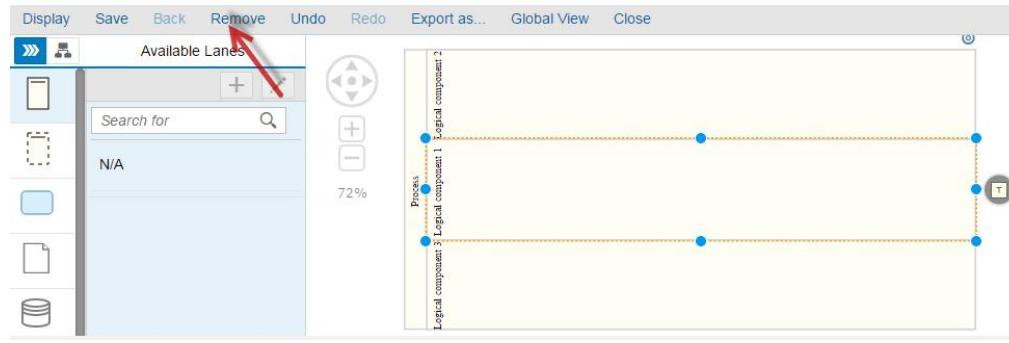 Display Save Back Remove Undo Redo Export as... Global View Close
Available Lanes
Search for
N/A
72%
Process
Logical component 2
Logical component 1
Logical component 3
T